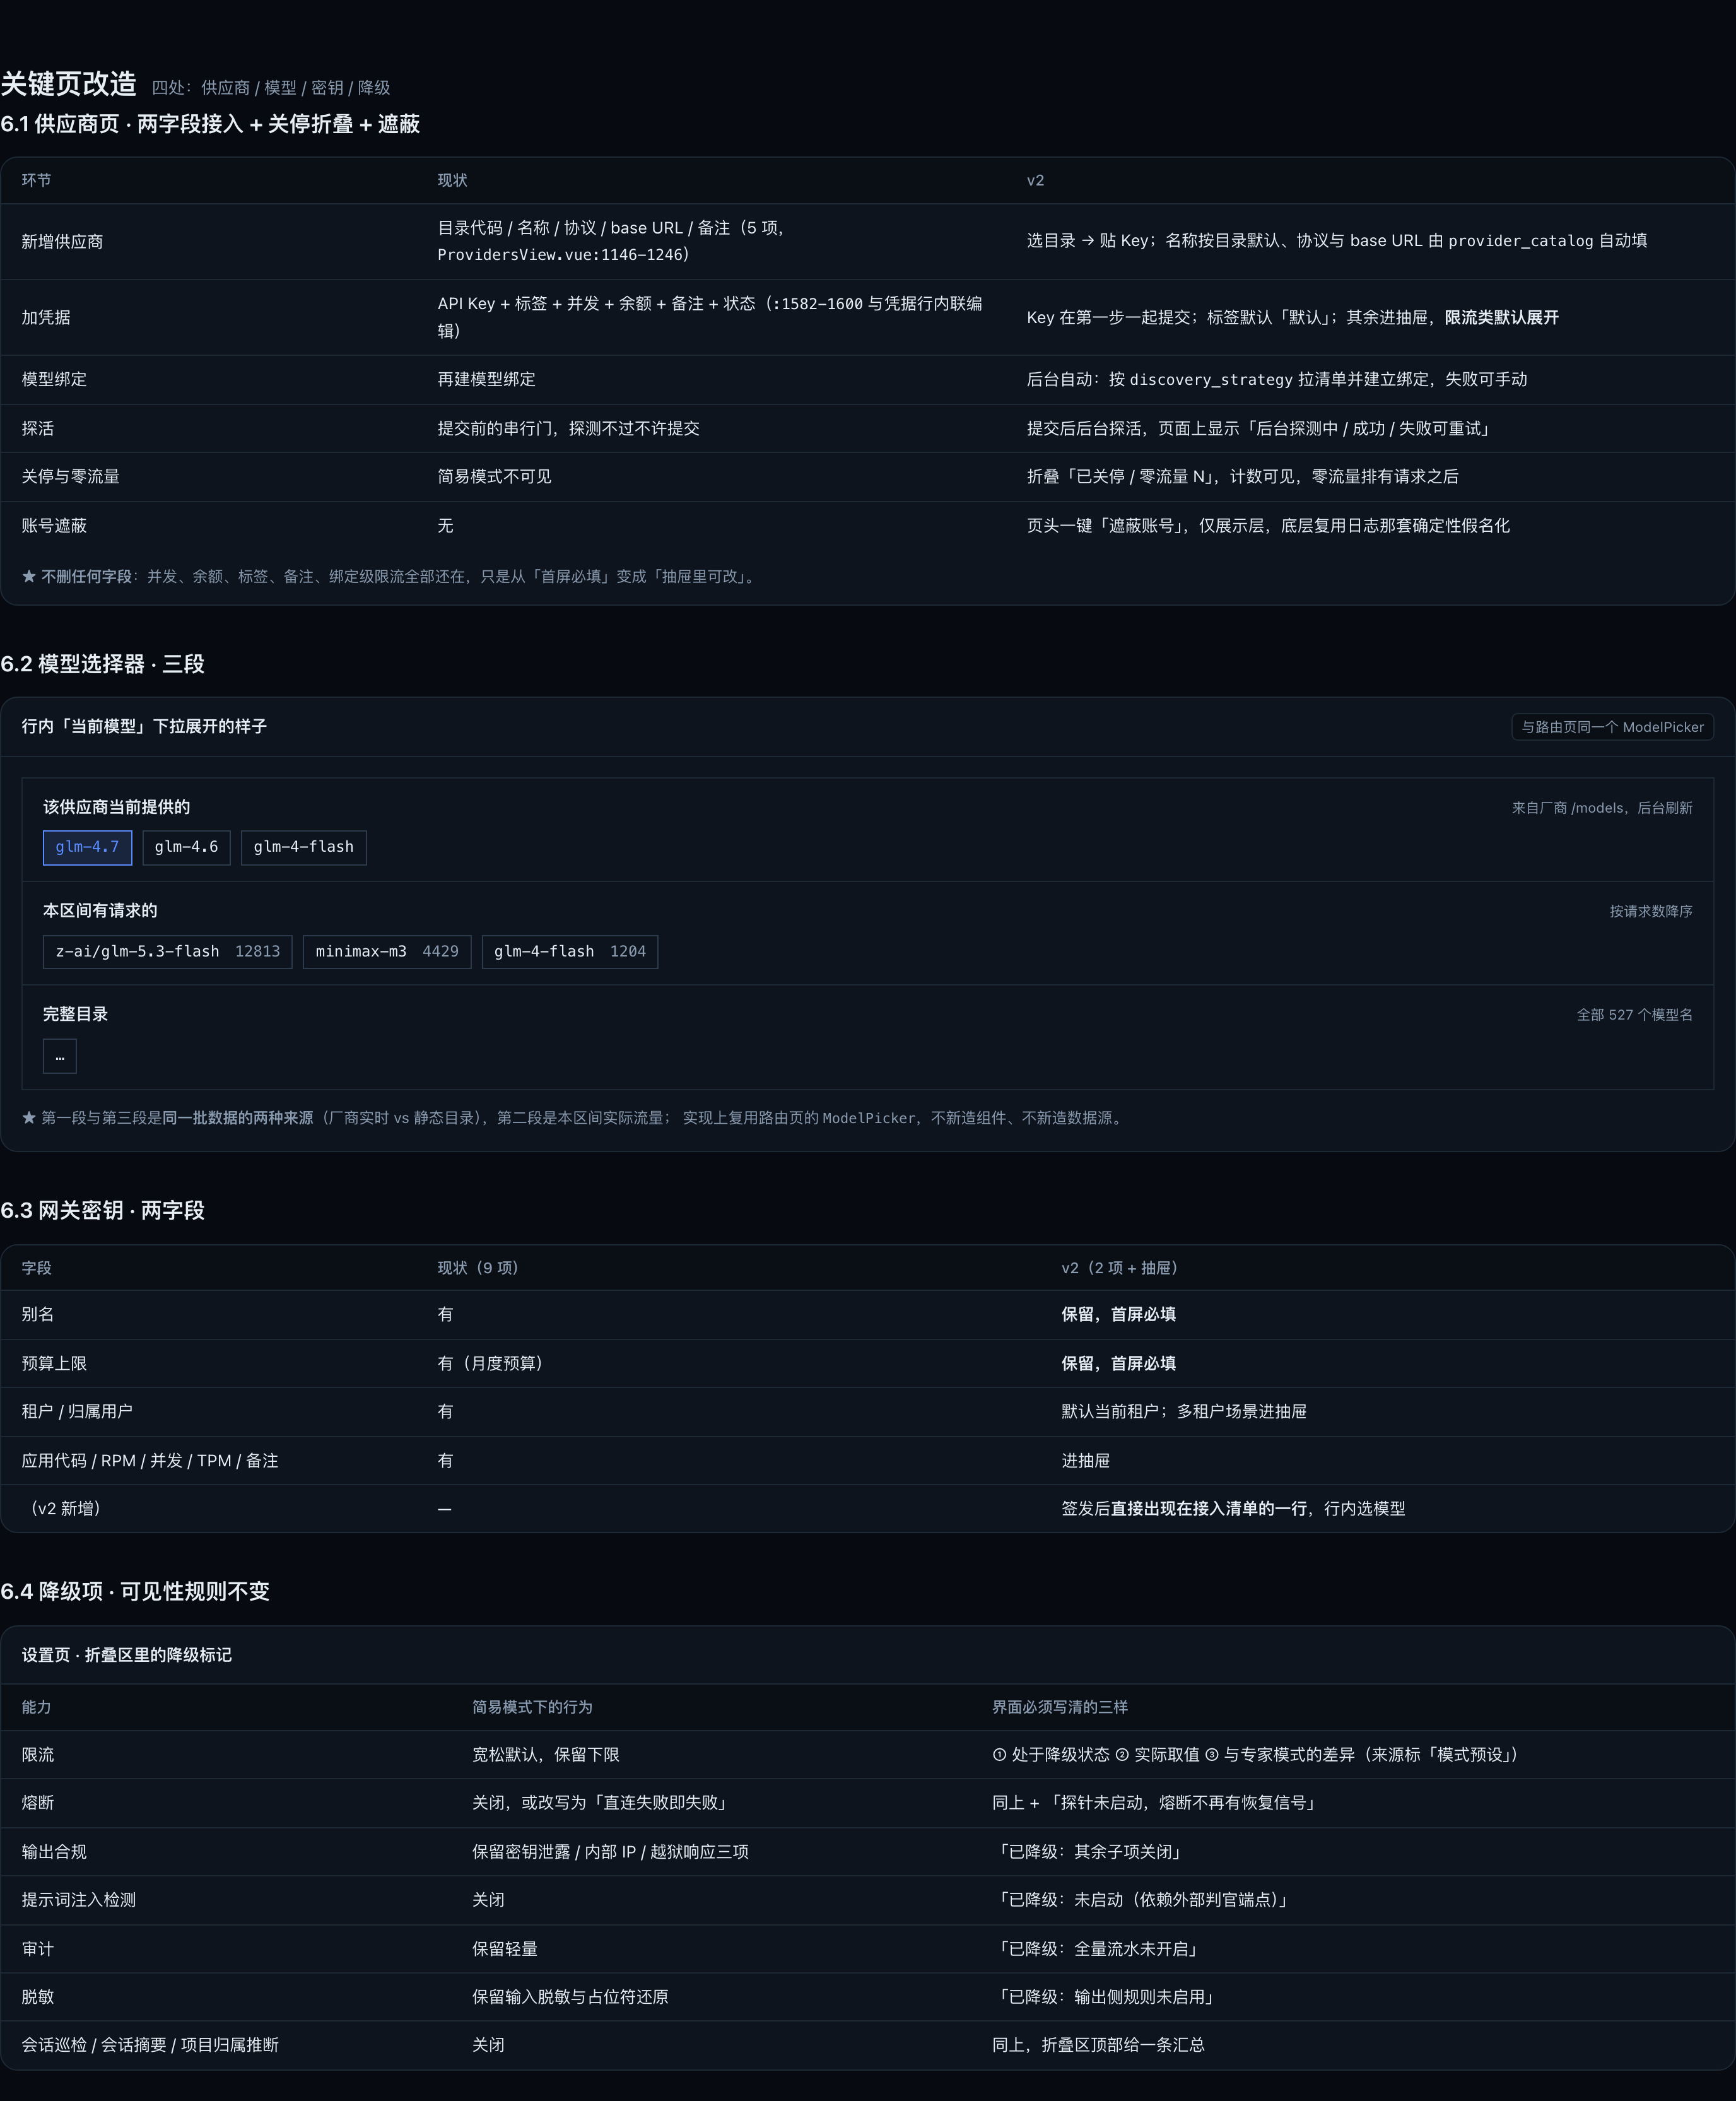 关键页改造 四处：供应商 / 模型 / 密钥 / 降级
6.1 供应商页 · 两字段接入 + 关停折叠 + 遮蔽
环节 现状 v2
新增供应商 目录代码 / 名称 / 协议 / base URL / 备注（5 项， 选目录 → 贴 Key；名称按目录默认、协议与 base URL 由 provider_catalog 自动填
ProvidersView.vue:1146–1246）
加凭据 API Key + 标签 + 并发 + 余额 + 备注 + 状态（:1582–1600 与凭据行内联编 Key 在第一步一起提交；标签默认「默认」；其余进抽屉，限流类默认展开
辑）
模型绑定 再建模型绑定 后台自动：按 discovery_strategy 拉清单并建立绑定，失败可手动
探活 提交前的串行门，探测不过不许提交 提交后后台探活，页面上显示「后台探测中 / 成功 / 失败可重试」
关停与零流量 简易模式不可见 折叠「已关停 / 零流量 N」，计数可见，零流量排有请求之后
账号遮蔽 无 页头一键「遮蔽账号」，仅展示层，底层复用日志那套确定性假名化
★ 不删任何字段：并发、余额、标签、备注、绑定级限流全部还在，只是从「首屏必填」变成「抽屉里可改」。
6.2 模型选择器 · 三段
行内「当前模型」下拉展开的样子 与路由页同一个 ModelPicker
该供应商当前提供的 来自厂商 /models，后台刷新
glm-4.7 glm-4.6 glm-4-flash
本区间有请求的 按请求数降序
z-ai/glm-5.3-flash 12813 minimax-m3 4429 glm-4-flash 1204
完整目录 全部 527 个模型名
…
★ 第一段与第三段是同一批数据的两种来源（厂商实时 vs 静态目录），第二段是本区间实际流量； 实现上复用路由页的 ModelPicker，不新造组件、不新造数据源。
6.3 网关密钥 · 两字段
字段 现状（9 项） v2（2 项 + 抽屉）
别名 有 保留，首屏必填
预算上限 有（月度预算） 保留，首屏必填
租户 / 归属用户 有 默认当前租户；多租户场景进抽屉
应用代码 / RPM / 并发 / TPM / 备注 有 进抽屉
（v2 新增） — 签发后直接出现在接入清单的一行，行内选模型
6.4 降级项 · 可见性规则不变
设置页 · 折叠区里的降级标记
能力 简易模式下的行为 界面必须写清的三样
限流 宽松默认，保留下限 ① 处于降级状态 ② 实际取值 ③ 与专家模式的差异（来源标「模式预设」）
熔断 关闭，或改写为「直连失败即失败」 同上 + 「探针未启动，熔断不再有恢复信号」
输出合规 保留密钥泄露 / 内部 IP / 越狱响应三项 「已降级：其余子项关闭」
提示词注入检测 关闭 「已降级：未启动（依赖外部判官端点）」
审计 保留轻量 「已降级：全量流水未开启」
脱敏 保留输入脱敏与占位符还原 「已降级：输出侧规则未启用」
会话巡检 / 会话摘要 / 项目归属推断 关闭 同上，折叠区顶部给一条汇总